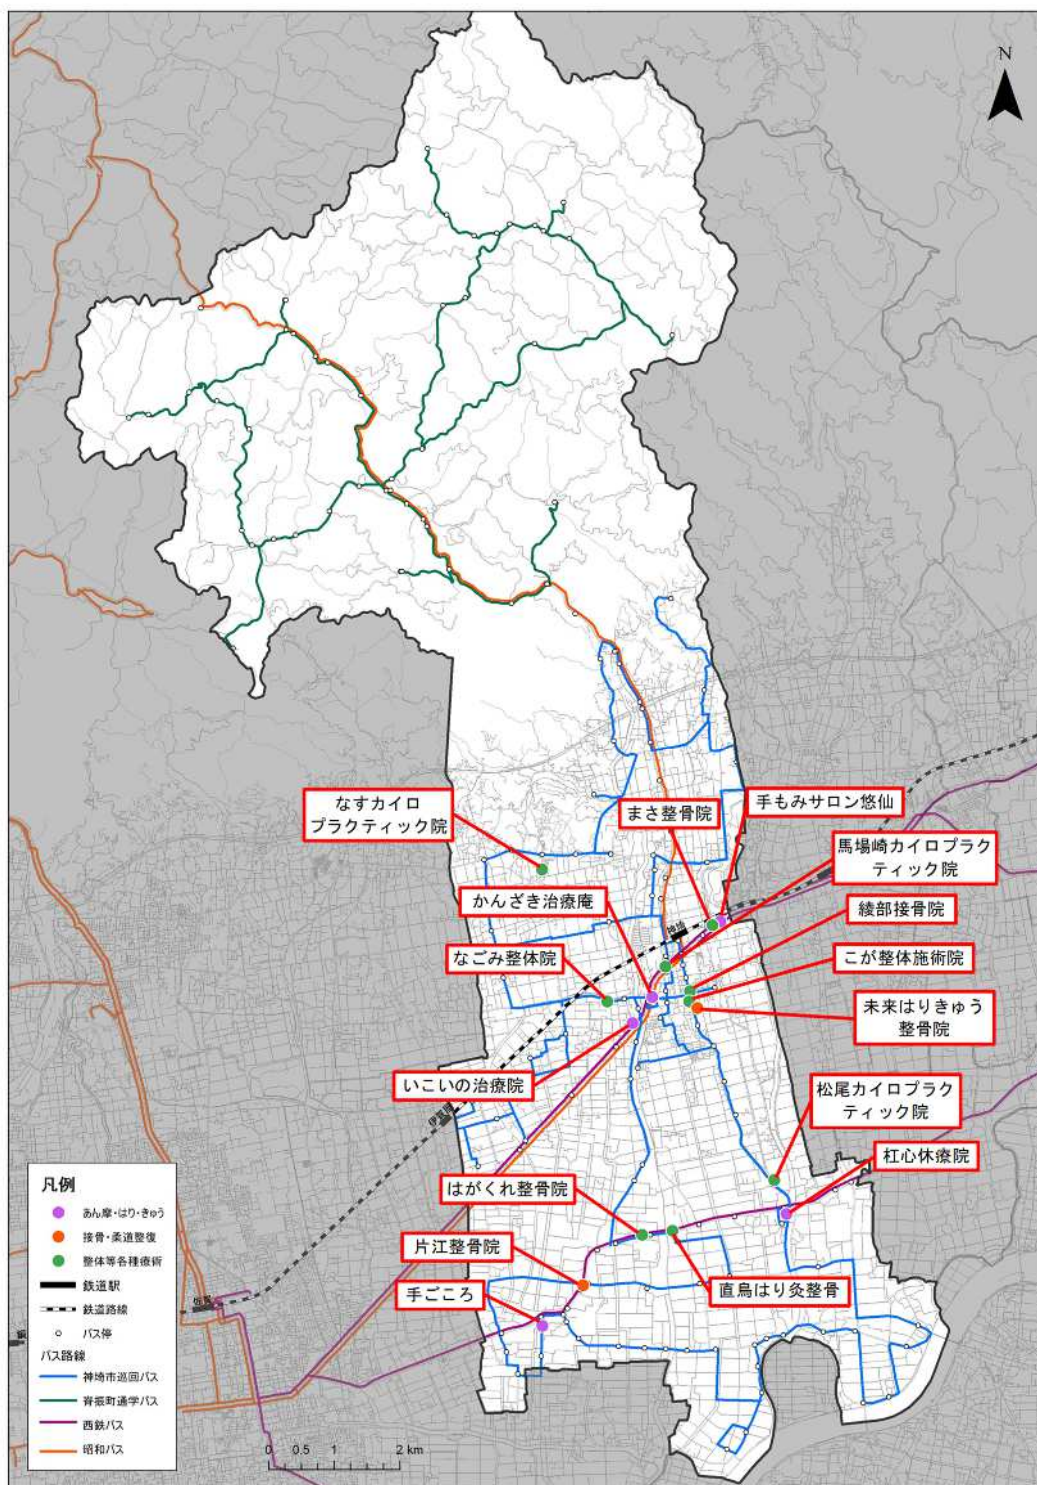 N
なすカイロ
プラクティック院
まさ整骨院
手もみサロン悠仙
馬場崎カイロプラク
ティック院
かんざき治療庵
綾部接骨院
なごみ整体院
こが整体施術院
未来はりきゅう
整骨院
神埼
いこいの治療院
松尾カイロプラク
ティック院
杠心休療院
はがくれ整骨院
片江整骨院
直鳥はり灸整骨
手ごころ
凡例
あん摩・はり・きゅう
接骨・柔道整復
整体等各種療術
鉄道駅
鉄道路線
バス停
バス路線
神埼市巡回バス
脊振町通学バス
西鉄バス
昭和バス
佐賀
0 0.5 1 2 km